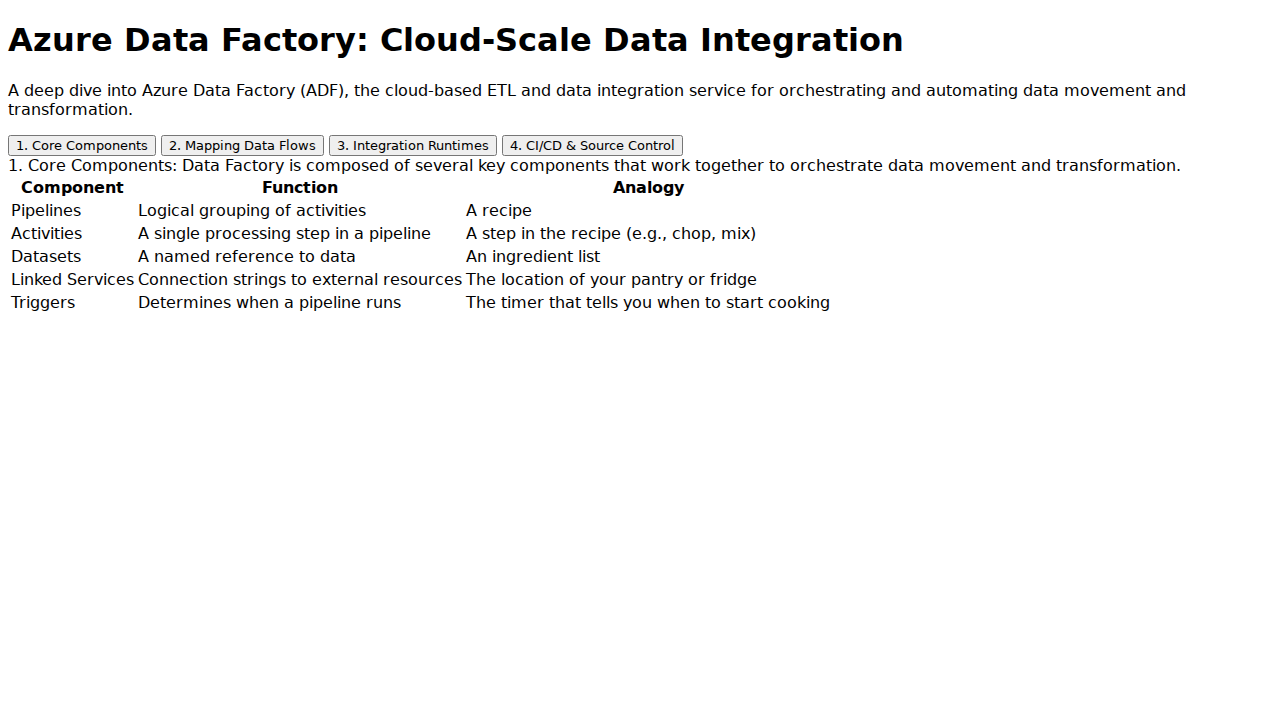 Azure Data Factory: Cloud-Scale Data Integration
A deep dive into Azure Data Factory (ADF), the cloud-based ETL and data integration service for orchestrating and automating data movement and
transformation.
1. Core Components 2. Mapping Data Flows 3. Integration Runtimes 4. CI/CD & Source Control
1. Core Components: Data Factory is composed of several key components that work together to orchestrate data movement and transformation.
Component Function Analogy
Pipelines Logical grouping of activities A recipe
Activities A single processing step in a pipeline A step in the recipe (e.g., chop, mix)
Datasets A named reference to data An ingredient list
Linked Services Connection strings to external resources The location of your pantry or fridge
Triggers Determines when a pipeline runs The timer that tells you when to start cooking